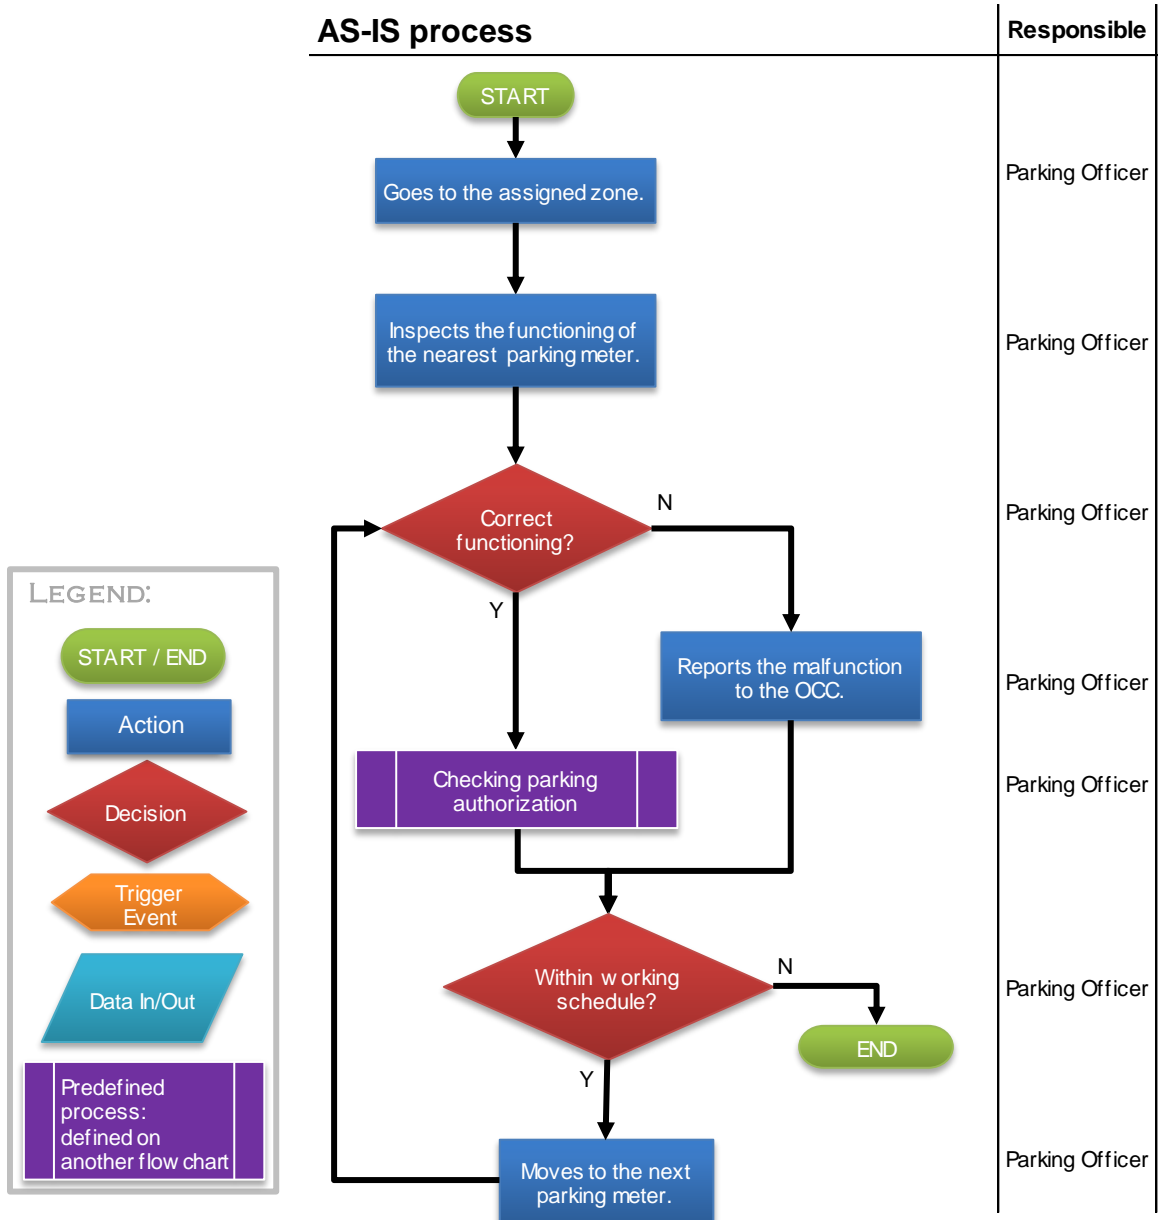 AS-IS process
Responsible
START
Goes to the assigned zone.
Parking Officer
Inspects the functioning of
the nearest parking meter.
Parking Officer
Correct
functioning?
N
Y
Parking Officer
Reports the malfunction
to the OCC.
Parking Officer
Checking parking
authorization
Parking Officer
Within working
schedule?
N
Y
Parking Officer
END
Moves to the next
parking meter.
Parking Officer
LEGEND:
START / END
Action
Decision
Trigger
Event
Data In/Out
Predefined
process:
defined on
another flow chart